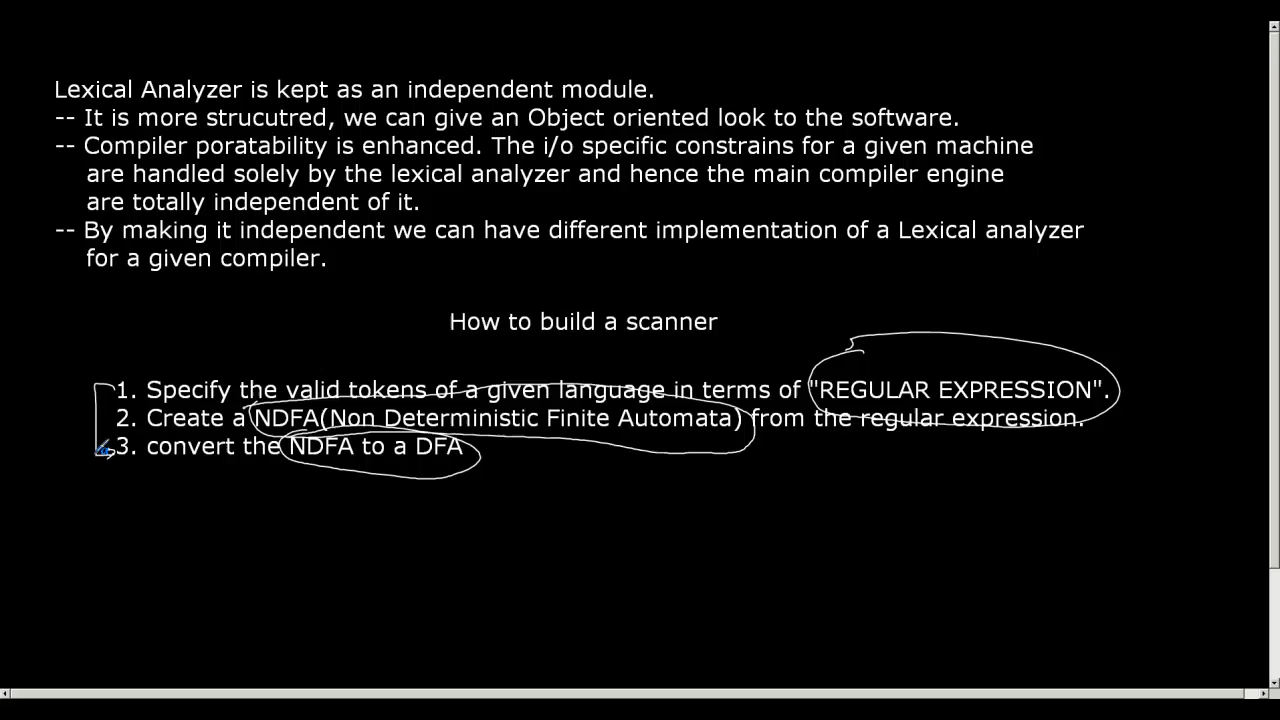 Lexical Analyzer is kept as an independent module.
-- It is more strucutred, we can give an Object oriented look to the software.
-- Compiler poratability is enhanced. The i/o specific constrains for a given machine
are handled solely by the lexical analyzer and hence the main compiler engine
are totally independent of it.
-- By making it independent we can have different implementation of a Lexical analyzer
for a given compiler.
How to build a scanner
1. Specify the valid tokens of a given language in terms of "REGULAR EXPRESSION".
2. Create a NDFA(Non Deterministic Finite Automata) from the regular expression.
3. convert the NDFA to a DFA